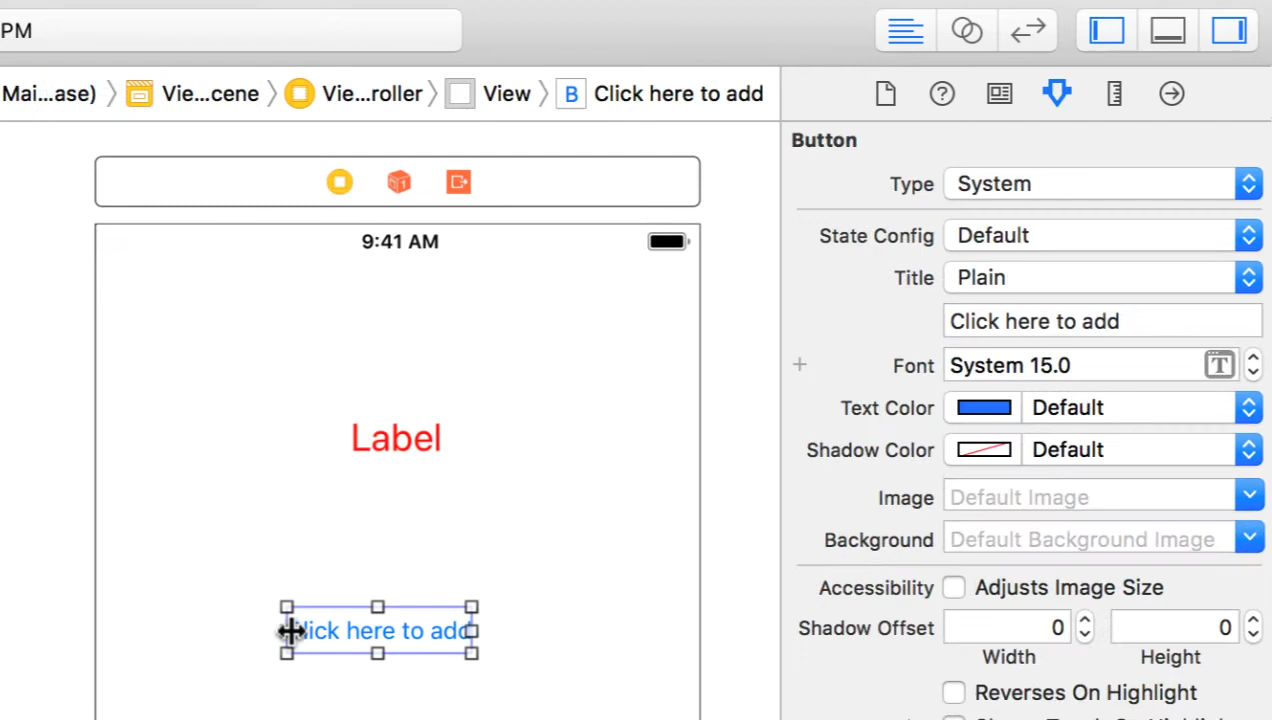 PM
Mai...ase) Vie...cene Vie...roller View B Click here to add
Button
Type System
9:41 AM
State Config Default
Title Plain
Click here to add
Font System 15.0 T
Text Color Default
Label
Shadow Color Default
Image Default Image
Background Default Background Image
Accessibility Adjusts Image Size
Click here to add
Shadow Offset 0 0
Width Height
Reverses On Highlight